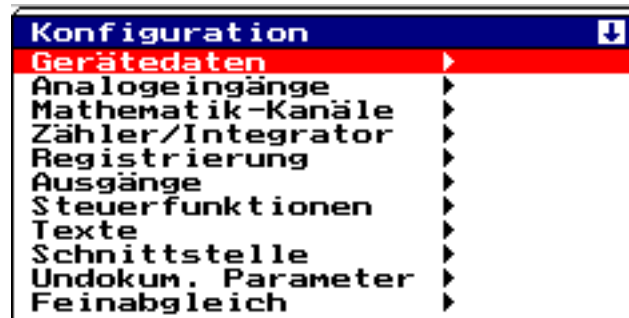 Konfiguration
Gerätedaten
Analogeingänge
Mathematik-Kanäle
Zähler/Integrator
Registrierung
Ausgänge
Steuerfunktionen
Texte
Schnittstelle
Undokum. Parameter
Feinabgleich